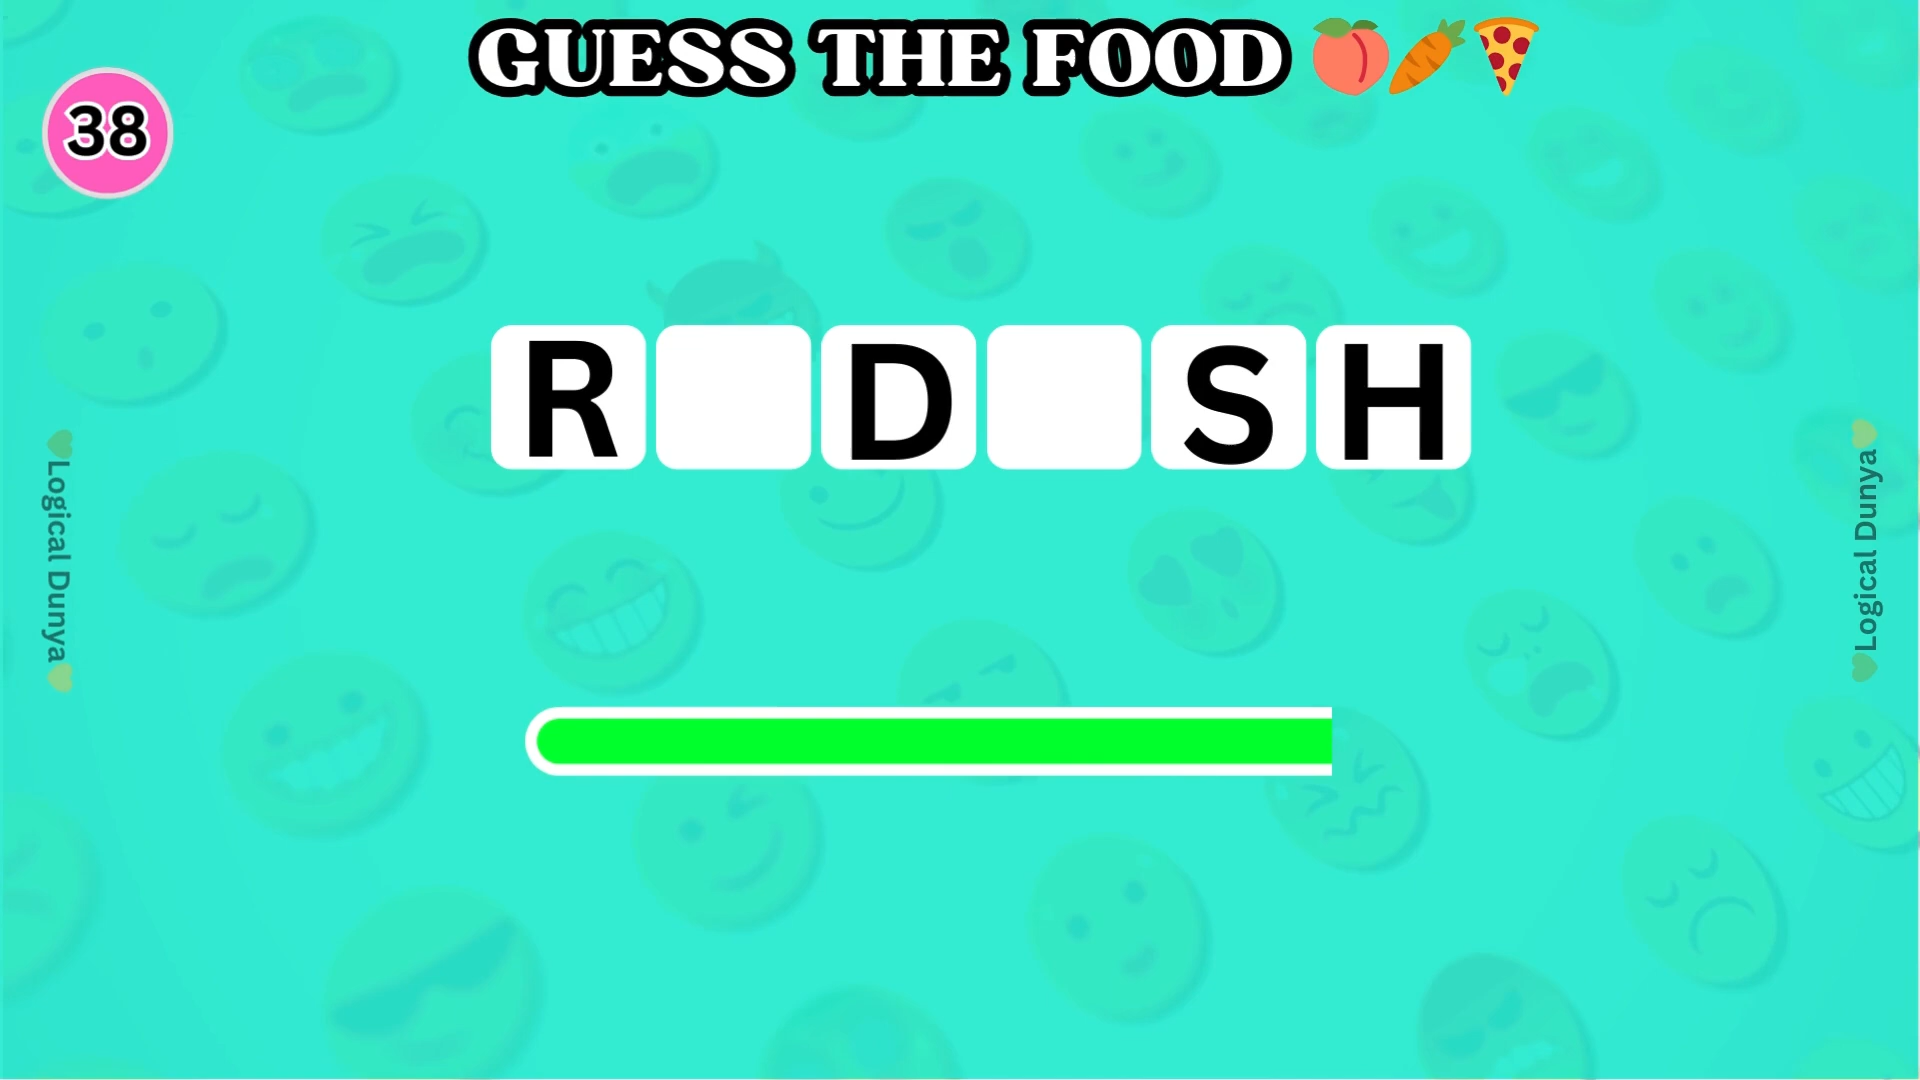 GUESS THE FOOD 🍑🥕🍕
38
R D SH
Logical Dunya
Logical Dunya